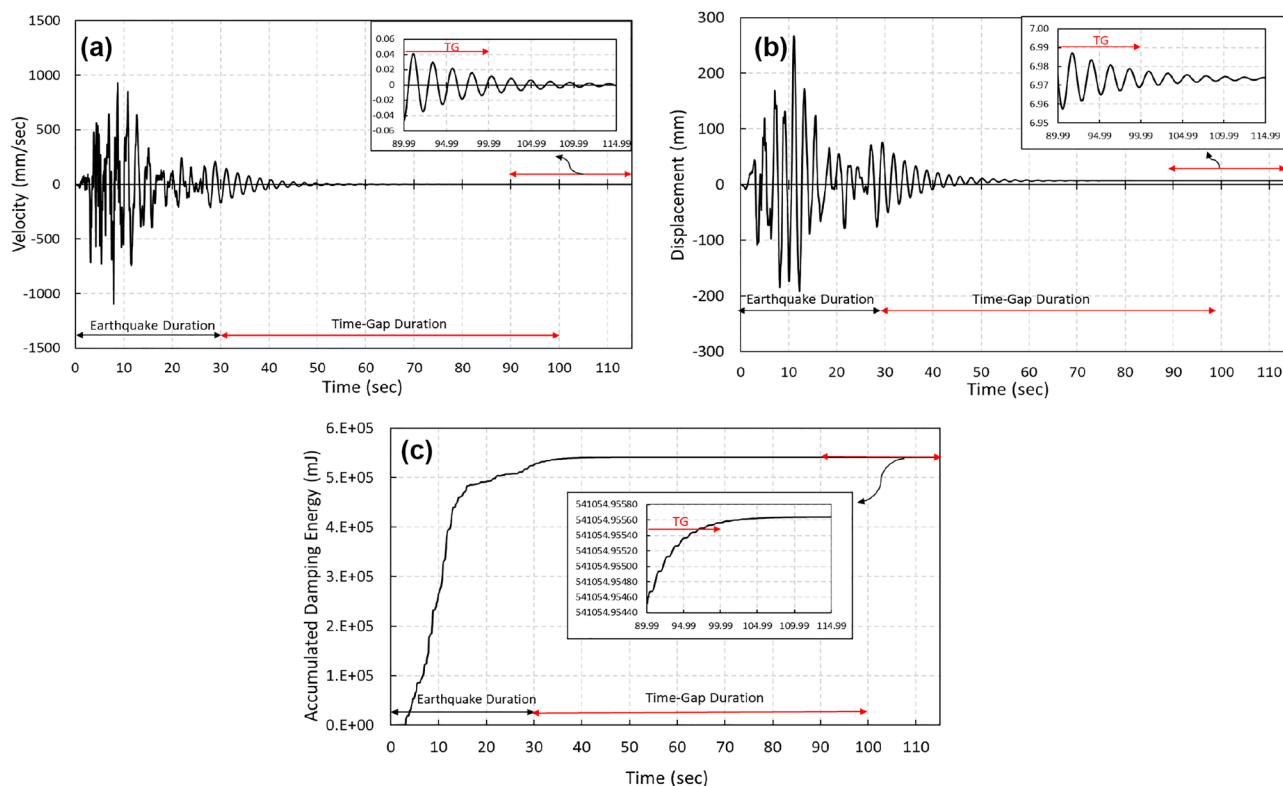 (a)
1500
1000
500
0
-500
-1000
-1500
Velocity (mm/sec)
0 10 20 30 40 50 60 70 80 90 100 110
Time (sec)
Earthquake Duration
Time-Gap Duration
TG
0.06
0.04
0.02
0
-0.02
-0.04
-0.06
89.99 94.99 99.99 104.99 109.99 114.99
(b)
300
200
100
0
-100
-200
-300
Displacement (mm)
0 10 20 30 40 50 60 70 80 90 100 110
Time (sec)
Earthquake Duration
Time-Gap Duration
TG
7.00
6.99
6.98
6.97
6.96
6.95
89.99 94.99 99.99 104.99 109.99 114.99
(c)
6.E+05
5.E+05
4.E+05
3.E+05
2.E+05
1.E+05
0.E+00
Accumulated Damping Energy (mJ)
0 10 20 30 40 50 60 70 80 90 100 110
Time (sec)
Earthquake Duration
Time-Gap Duration
TG
541054.95580
541054.95560
541054.95540
541054.95520
541054.95500
541054.95480
541054.95460
541054.95440
89.99 94.99 99.99 104.99 109.99 114.99